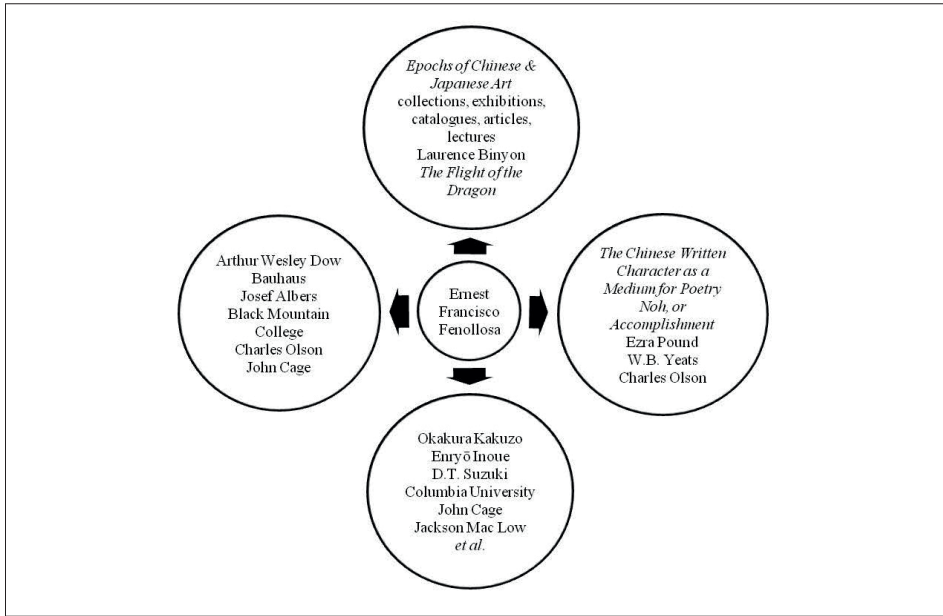 Epochs of Chinese &
Japanese Art
collections, exhibitions,
catalogues, articles,
lectures
Laurence Binyon
The Flight of the
Dragon
Arthur Wesley Dow
Bauhaus
Josef Albers
Black Mountain
College
Charles Olson
John Cage
Ernest
Francisco
Fenollosa
The Chinese Written
Character as a
Medium for Poetry
Noh, or
Accomplishment
Ezra Pound
W.B. Yeats
Charles Olson
Okakura Kakuzo
Enryō Inoue
D.T. Suzuki
Columbia University
John Cage
Jackson Mac Low
et al.